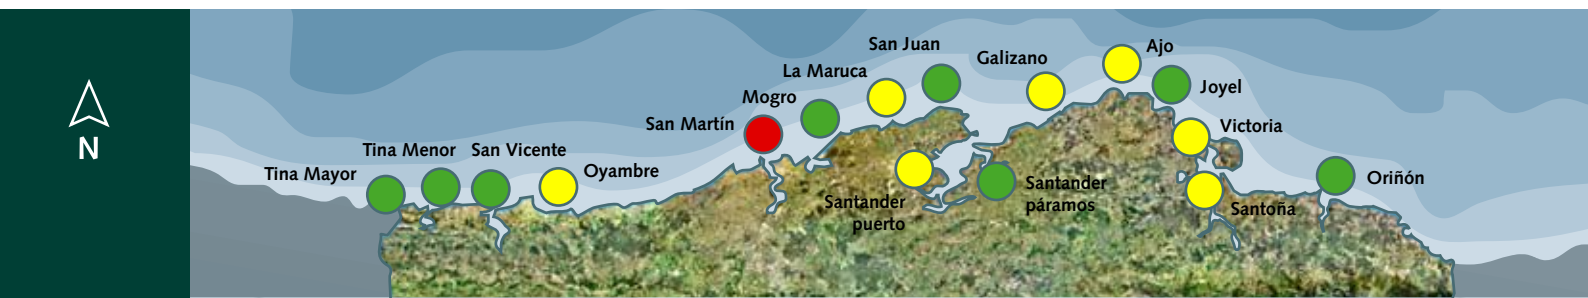 N
Tina Mayor
Tina Menor
San Vicente
Oyambre
San Martín
Mogro
La Maruca
San Juan
Galizano
Ajo
Joyel
Victoria
Santander
puerto
Santander
páramos
Santoña
Oriñón